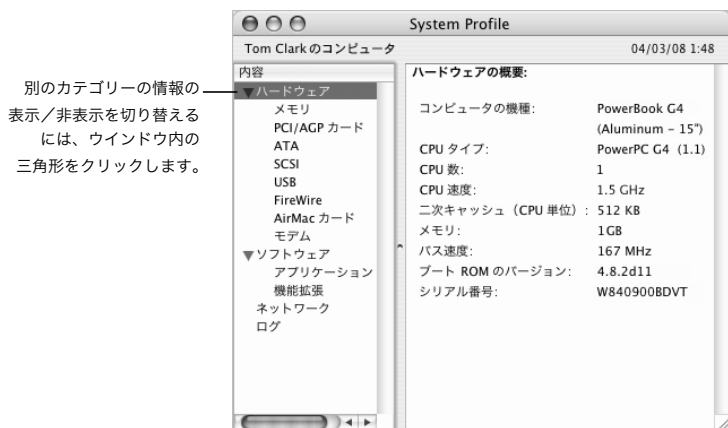 System Profile
Tom Clark のコンピュータ
04/03/08 1:48
別のカテゴリーの情報の
表示／非表示を切り替える
には、ウインドウ内の
三角形をクリックします。
内容
ハードウェア
メモリ
PCI/AGP カード
ATA
SCSI
USB
FireWire
AirMac カード
モデム
ソフトウェア
アプリケーション
機能拡張
ネットワーク
ログ
ハードウェアの概要:
コンピュータの機種: PowerBook G4
(Aluminum – 15")
CPU タイプ: PowerPC G4 (1.1)
CPU 数: 1
CPU 速度: 1.5 GHz
二次キャッシュ（CPU 単位）: 512 KB
メモリ: 1GB
バス速度: 167 MHz
ブート ROM のバージョン: 4.8.2d11
シリアル番号: W840900BDVT